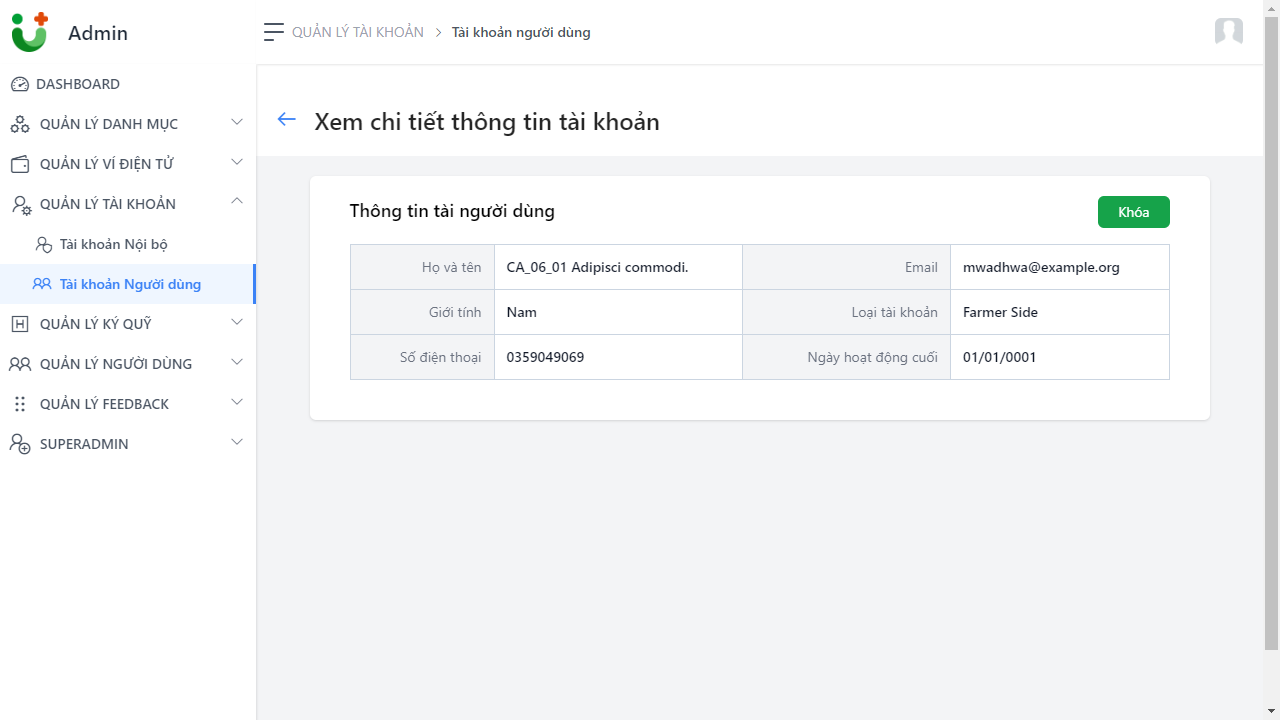 Admin
QUẢN LÝ TÀI KHOẢN > Tài khoản người dùng
DASHBOARD
QUẢN LÝ DANH MỤC
QUẢN LÝ VÍ ĐIỆN TỬ
QUẢN LÝ TÀI KHOẢN
Tài khoản Nội bộ
Tài khoản Người dùng
QUẢN LÝ KÝ QUỸ
QUẢN LÝ NGƯỜI DÙNG
QUẢN LÝ FEEDBACK
SUPERADMIN
Xem chi tiết thông tin tài khoản
Thông tin tài người dùng
Khóa
Họ và tên CA_06_01 Adipisci commodi. Email mwadhwa@example.org
Giới tính Nam Loại tài khoản Farmer Side
Số điện thoại 0359049069 Ngày hoạt động cuối 01/01/0001